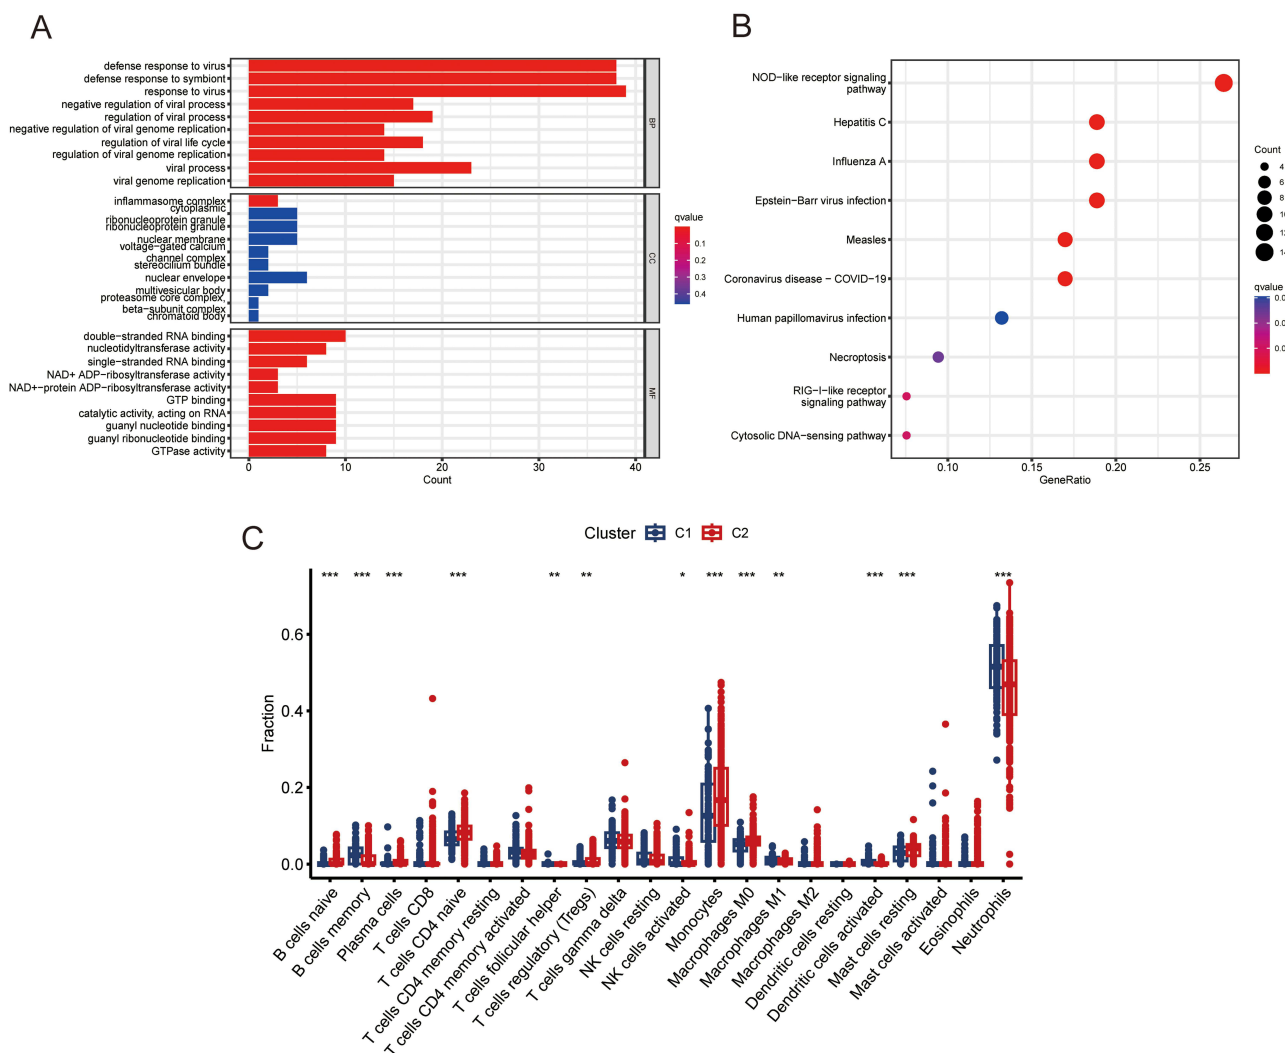 A
defense response to virus
defense response to symbiont
response to virus
negative regulation of viral process
regulation of viral process
negative regulation of viral genome replication
regulation of viral life cycle
regulation of viral genome replication
viral process
viral genome replication
BP
inflammasome complex
cytoplasmic
ribonucleoprotein granule
ribonucleoprotein granule
nuclear membrane
voltage-gated calcium
channel complex
stereocilium bundle
nuclear envelope
multivesicular body
proteasome core complex,
beta-subunit complex
chromatoid body
CC
double-stranded RNA binding
nucleotidyltransferase activity
single-stranded RNA binding
NAD+ ADP-ribosyltransferase activity
NAD+-protein ADP-ribosyltransferase activity
GTP binding
catalytic activity, acting on RNA
guanyl nucleotide binding
guanyl ribonucleotide binding
GTPase activity
MF
0 10 20 30 40
Count
qvalue
0.1
0.2
0.3
0.4
B
NOD-like receptor signaling
pathway
Hepatitis C
Influenza A
Epstein-Barr virus infection
Measles
Coronavirus disease - COVID-19
Human papillomavirus infection
Necroptosis
RIG-I-like receptor
signaling pathway
Cytosolic DNA-sensing pathway
0.10 0.15 0.20 0.25
GeneRatio
Count
4
6
8
qvalue
C
Cluster C1 C2
*** *** *** *** ** ** * *** *** ** *** *** ***
Fraction
0.6
0.4
0.2
0.0
B cells naive
B cells memory
Plasma cells
T cells CD8
T cells CD4 naive
T cells CD4 memory resting
T cells CD4 memory activated
T cells follicular helper
T cells regulatory (Tregs)
T cells gamma delta
NK cells resting
NK cells activated
Monocytes
Macrophages M0
Macrophages M1
Macrophages M2
Dendritic cells resting
Dendritic cells activated
Mast cells resting
Mast cells activated
Eosinophils
Neutrophils